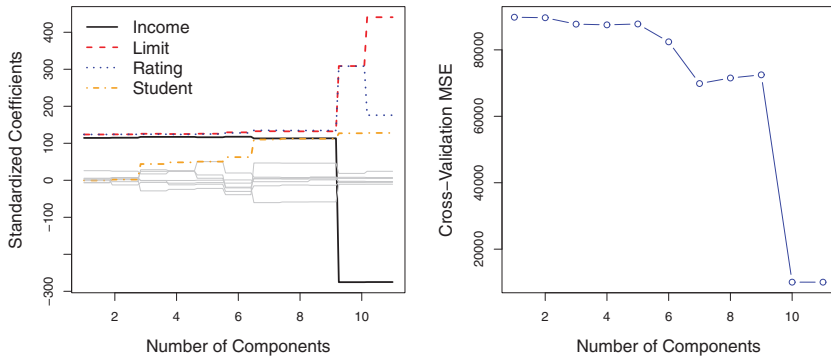 Standardized Coefficients
400
300
200
100
0
-100
-300
Income
Limit
Rating
Student
2
4
6
8
10
Number of Components
Cross-Validation MSE
80000
60000
40000
20000
2
4
6
8
10
Number of Components